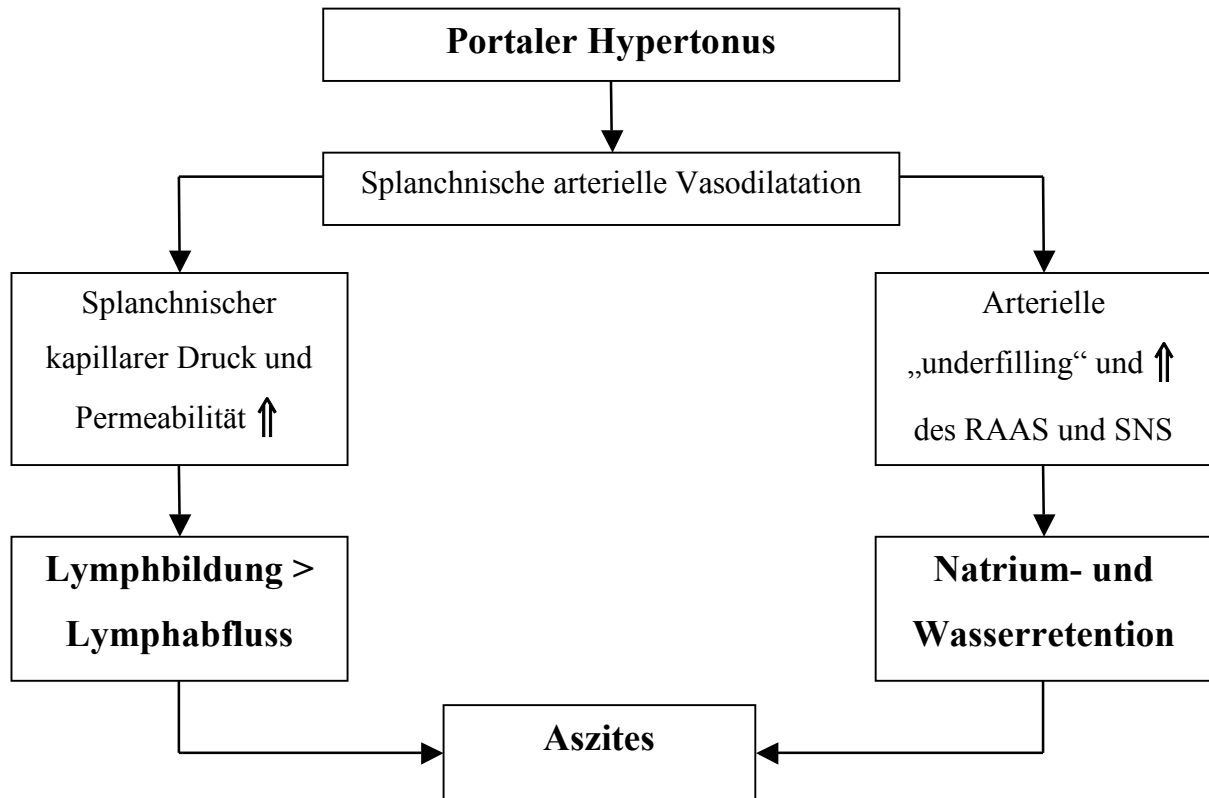 Portaler Hypertonus
Splanchnische arterielle Vasodilatation
Splanchnischer
kapillarer Druck und
Permeabilität ⇑
Arterielle
„underfilling“ und ⇑
des RAAS und SNS
Lymphbildung >
Lymphabfluss
Natrium- und
Wasserretention
Aszites